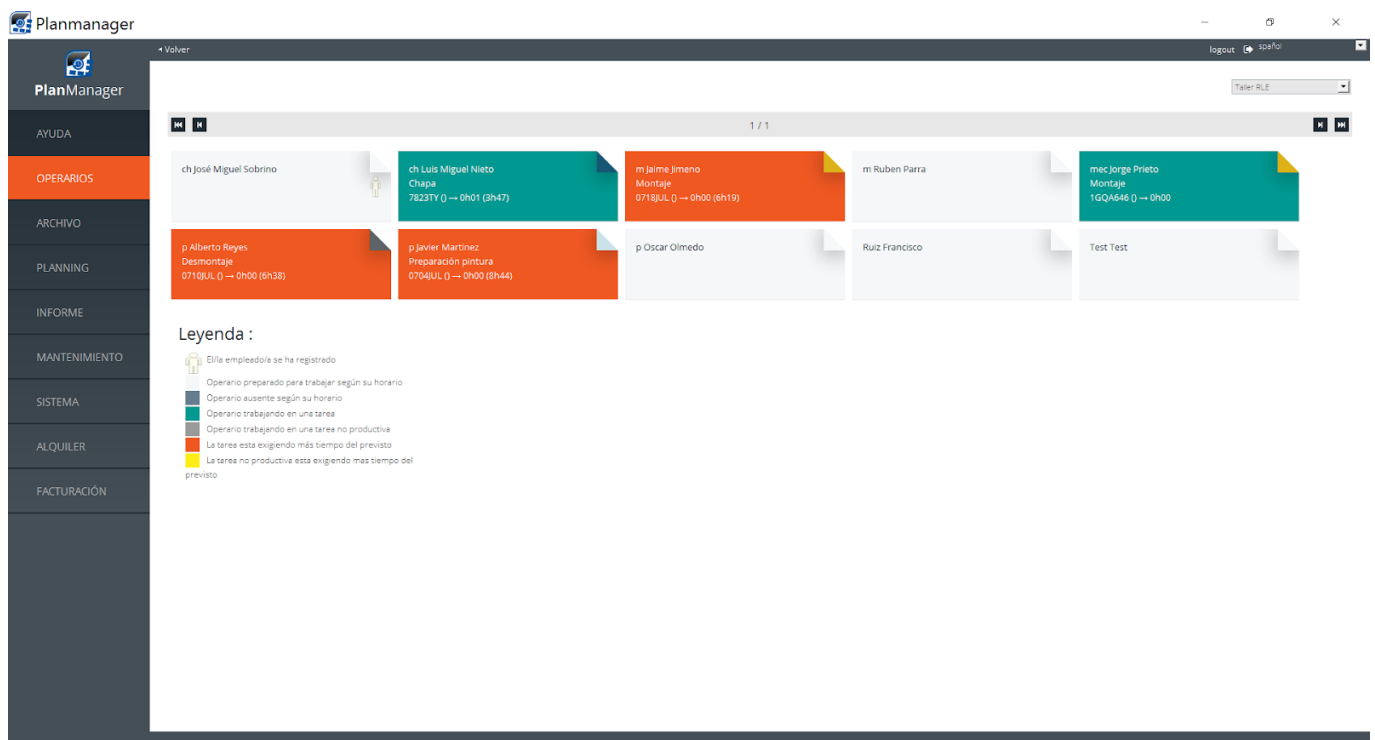 Planmanager
Volver
logout
spañol
PlanManager
Taller RLE
AYUDA
OPERARIOS
ARCHIVO
PLANNING
INFORME
MANTENIMIENTO
SISTEMA
ALQUILER
FACTURACIÓN
1 / 1
ch José Miguel Sobrino
ch Luis Miguel Nieto
Chapa
7823TY () → 0h01 (3h47)
m Jaime Jimeno
Montaje
0718JUL () → 0h00 (6h19)
m Ruben Parra
mec Jorge Prieto
Montaje
1GQA646 () → 0h00
p Alberto Reyes
Desmontaje
0710JUL () → 0h00 (6h38)
p Javier Martinez
Preparación pintura
0704JUL () → 0h00 (8h44)
p Oscar Olmedo
Ruiz Francisco
Test Test
Leyenda :
El/la empleado/a se ha registrado
Operario preparado para trabajar según su horario
Operario ausente según su horario
Operario trabajando en una tarea
Operario trabajando en una tarea no productiva
La tarea esta exigiendo más tiempo del previsto
La tarea no productiva esta exigiendo mas tiempo del
previsto